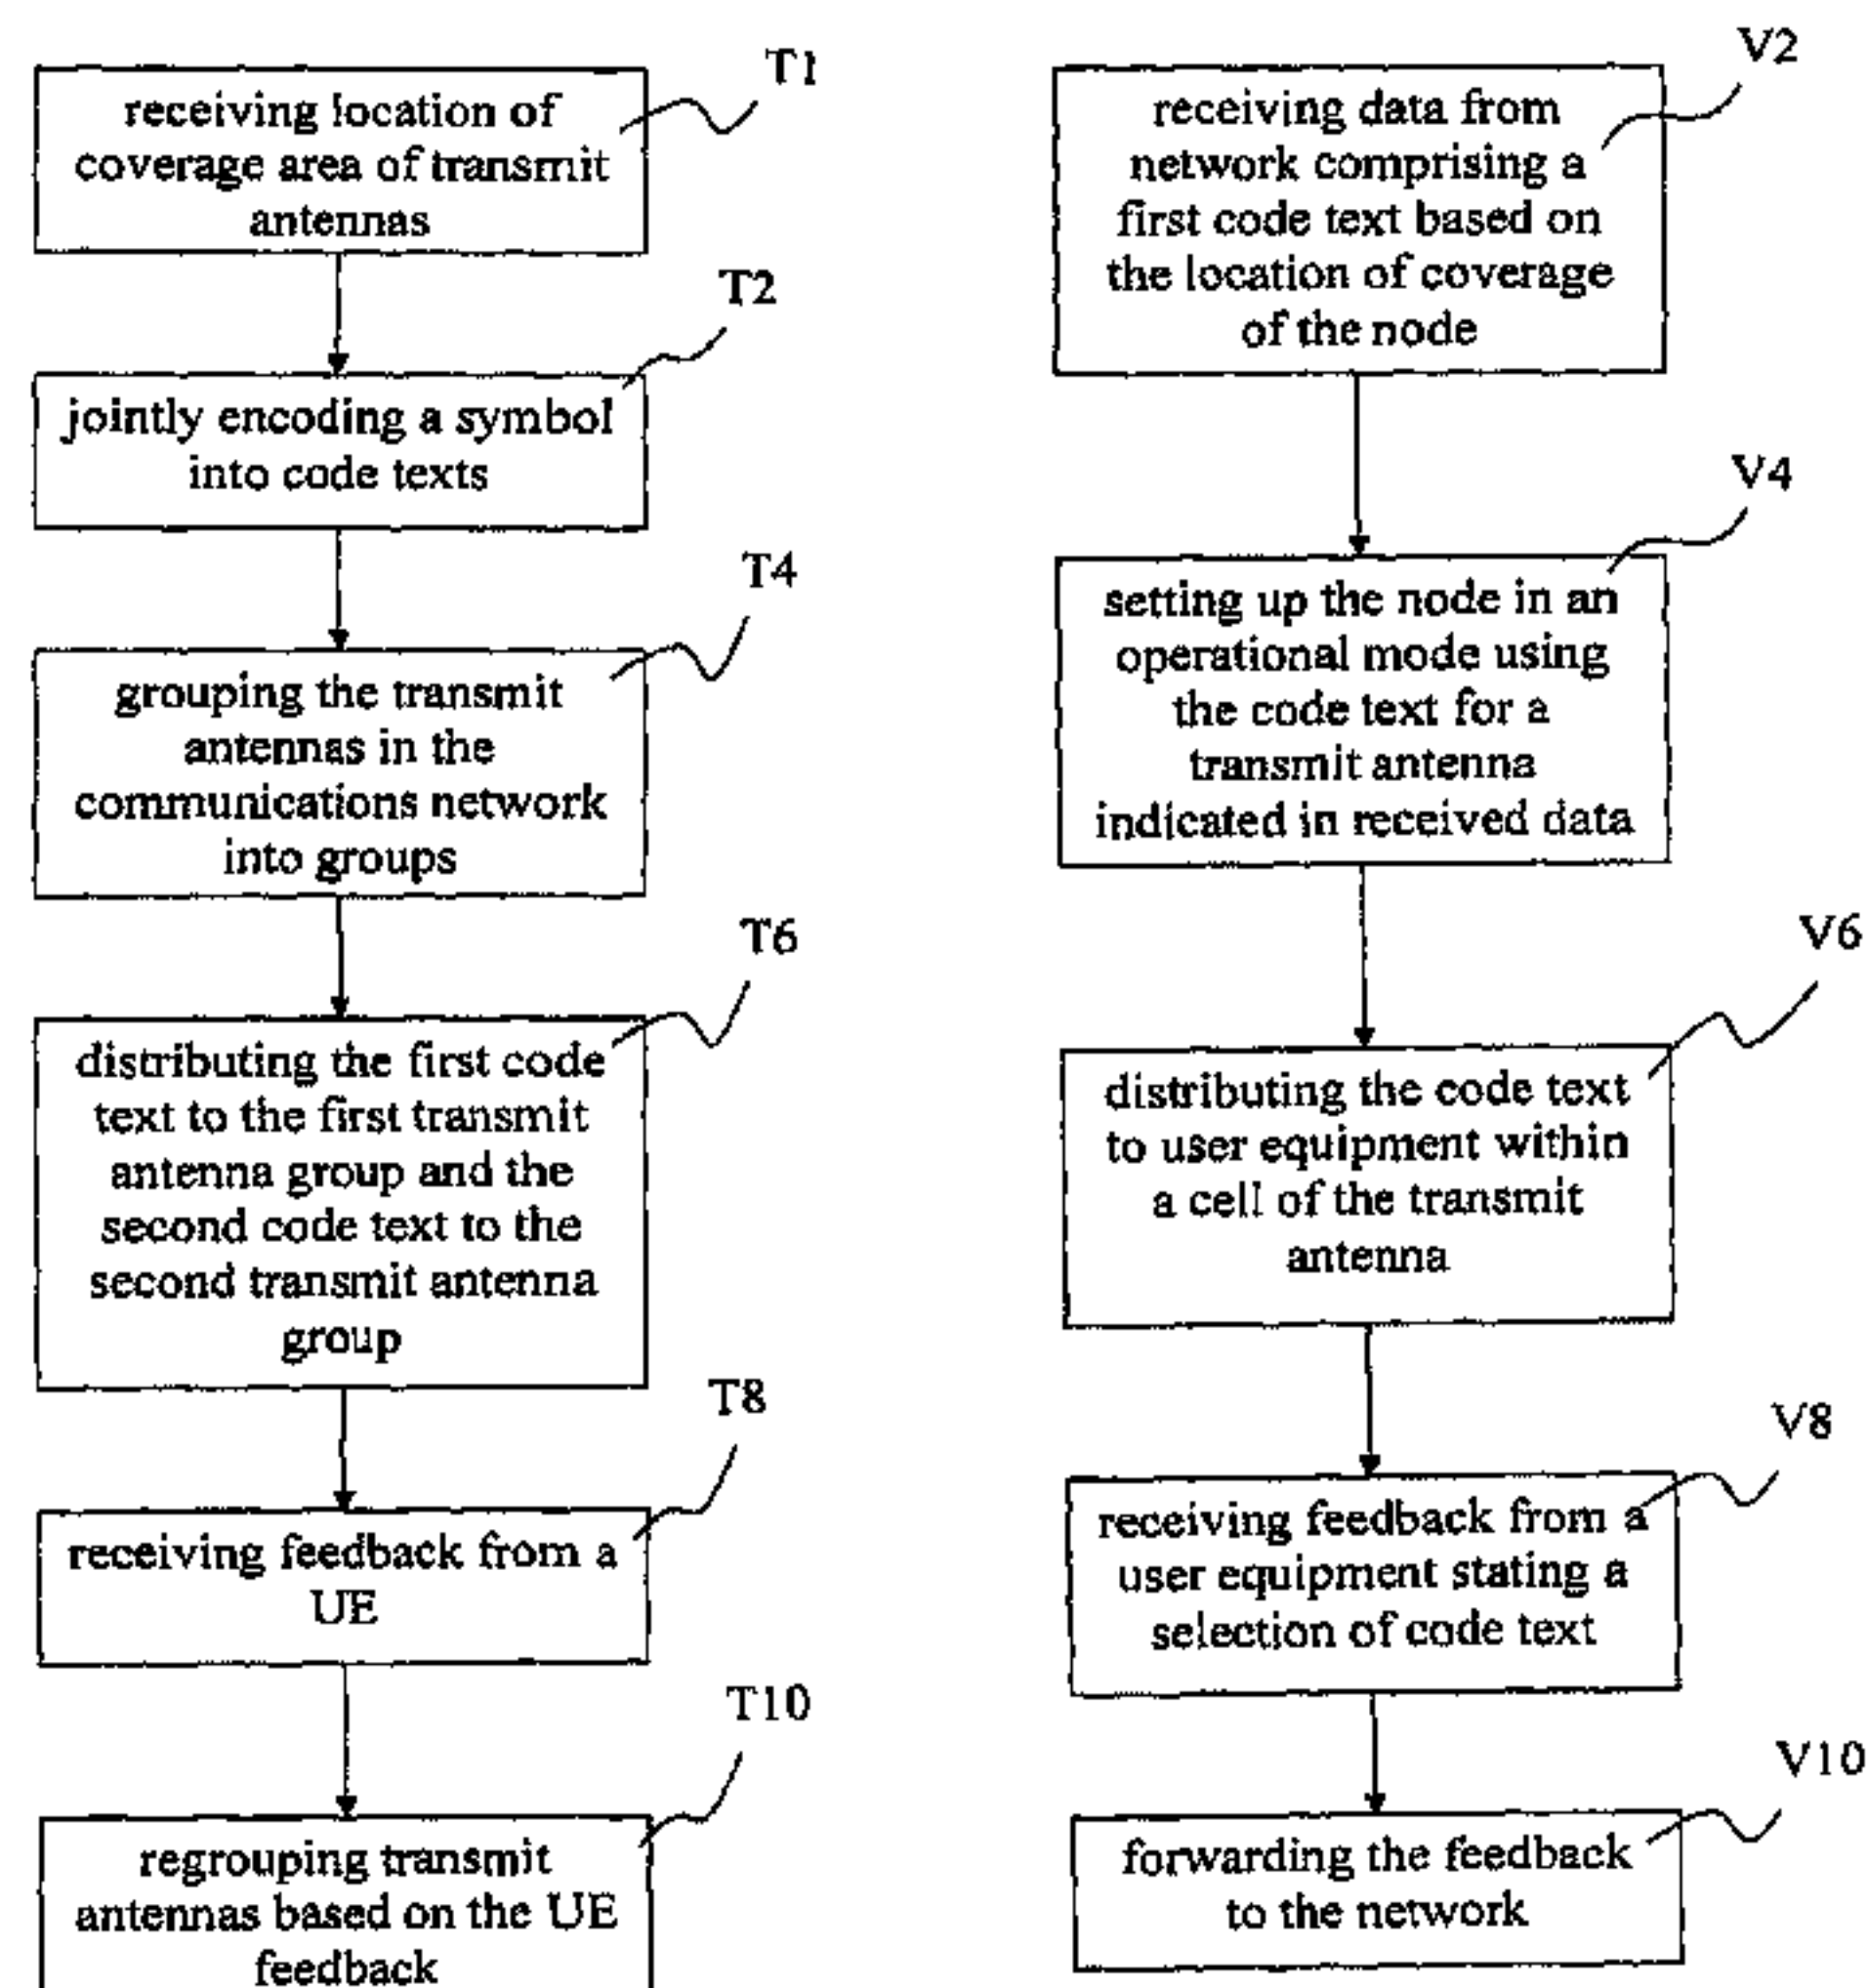 T1
receiving location of
coverage area of transmit
antennas
T2
jointly encoding a symbol
into code texts
T4
grouping the transmit
antennas in the
communications network
into groups
T6
distributing the first code
text to the first transmit
antenna group and the
second code text to the
second transmit antenna
group
T8
receiving feedback from a
UE
T10
regrouping transmit
antennas based on the UE
feedback
V2
receiving data from
network comprising a
first code text based on
the location of coverage
of the node
V4
setting up the node in an
operational mode using
the code text for a
transmit antenna
indicated in received data
V6
distributing the code text
to user equipment within
a cell of the transmit
antenna
V8
receiving feedback from a
user equipment stating a
selection of code text
V10
forwarding the feedback
to the network